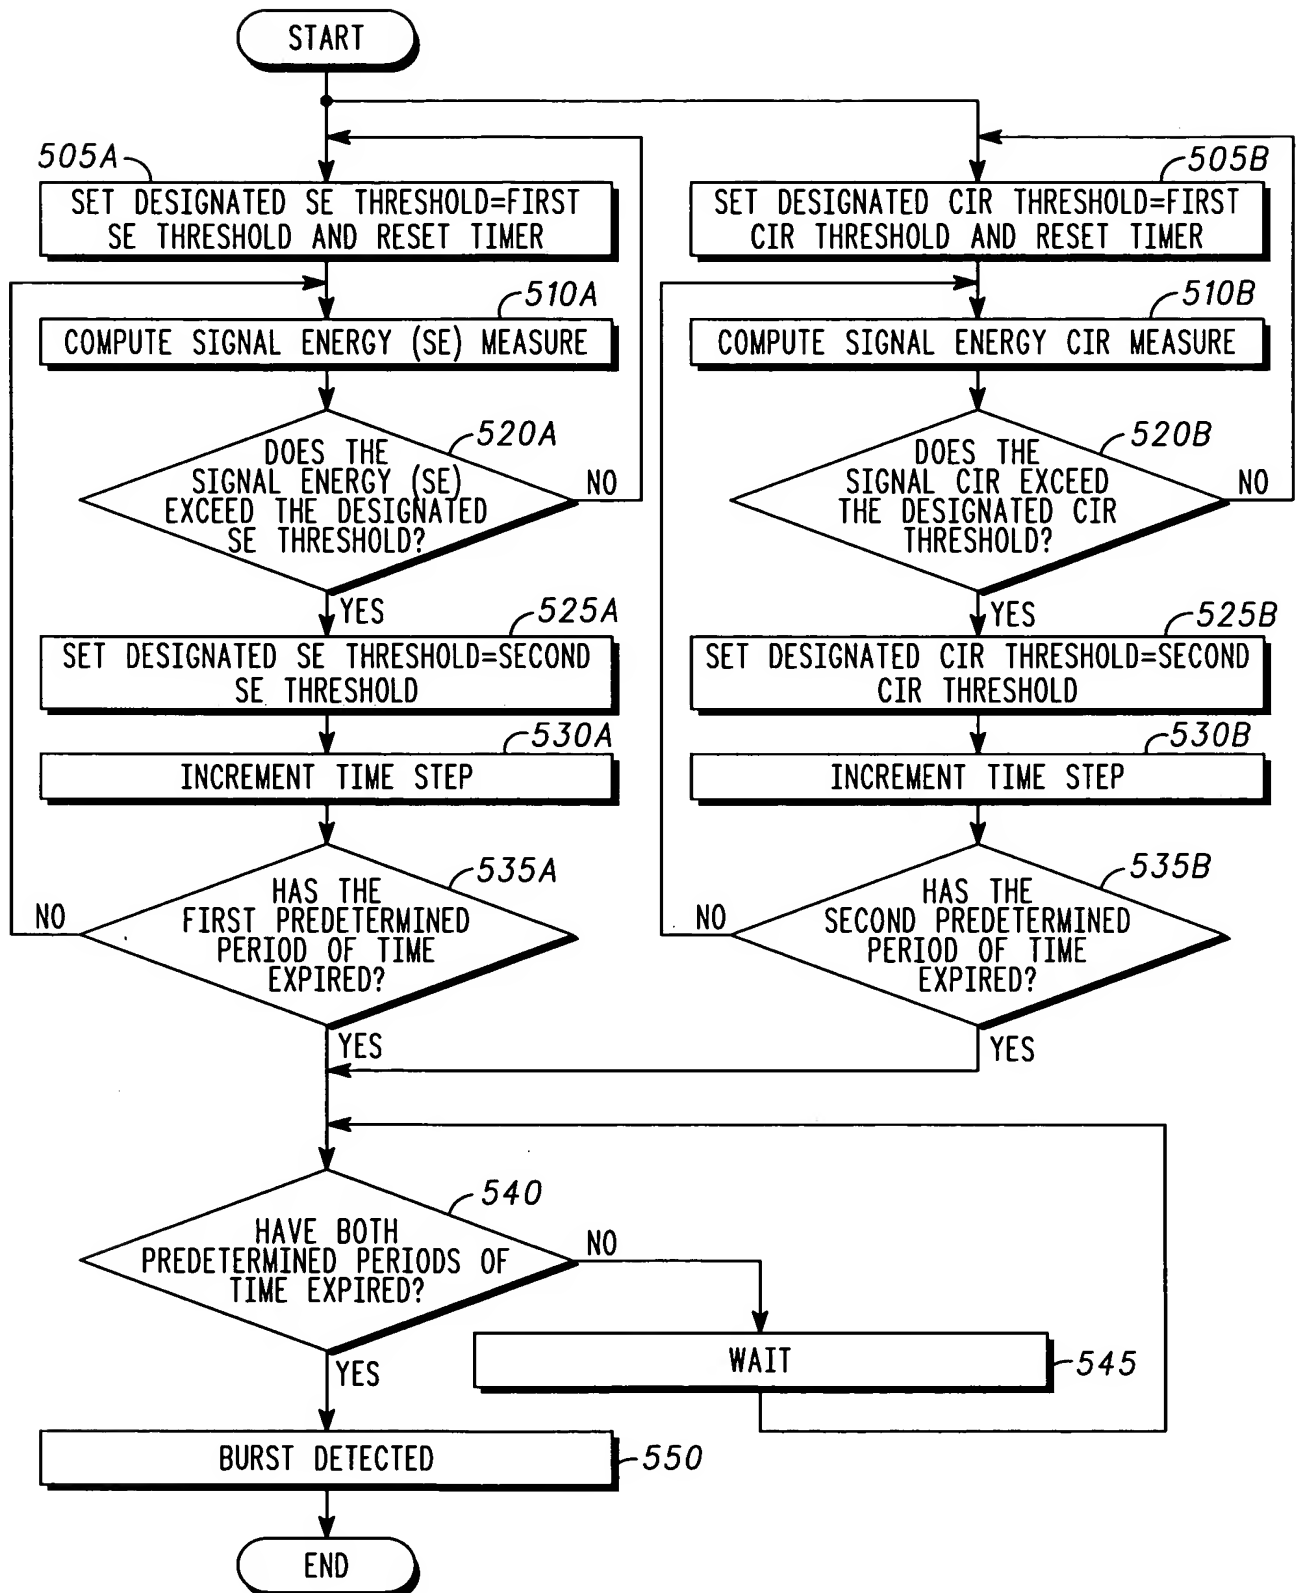 START
505A
SET DESIGNATED SE THRESHOLD=FIRST
SE THRESHOLD AND RESET TIMER
510A
COMPUTE SIGNAL ENERGY (SE) MEASURE
520A
DOES THE
SIGNAL ENERGY (SE)
EXCEED THE DESIGNATED
SE THRESHOLD?
NO
YES
525A
SET DESIGNATED SE THRESHOLD=SECOND
SE THRESHOLD
530A
INCREMENT TIME STEP
535A
HAS THE
FIRST PREDETERMINED
PERIOD OF TIME
EXPIRED?
NO
YES
505B
SET DESIGNATED CIR THRESHOLD=FIRST
CIR THRESHOLD AND RESET TIMER
510B
COMPUTE SIGNAL ENERGY CIR MEASURE
520B
DOES THE
SIGNAL CIR EXCEED
THE DESIGNATED CIR
THRESHOLD?
NO
YES
525B
SET DESIGNATED CIR THRESHOLD=SECOND
CIR THRESHOLD
530B
INCREMENT TIME STEP
535B
HAS THE
SECOND PREDETERMINED
PERIOD OF TIME
EXPIRED?
NO
YES
540
HAVE BOTH
PREDETERMINED PERIODS OF
TIME EXPIRED?
NO
WAIT
545
YES
BURST DETECTED
550
END